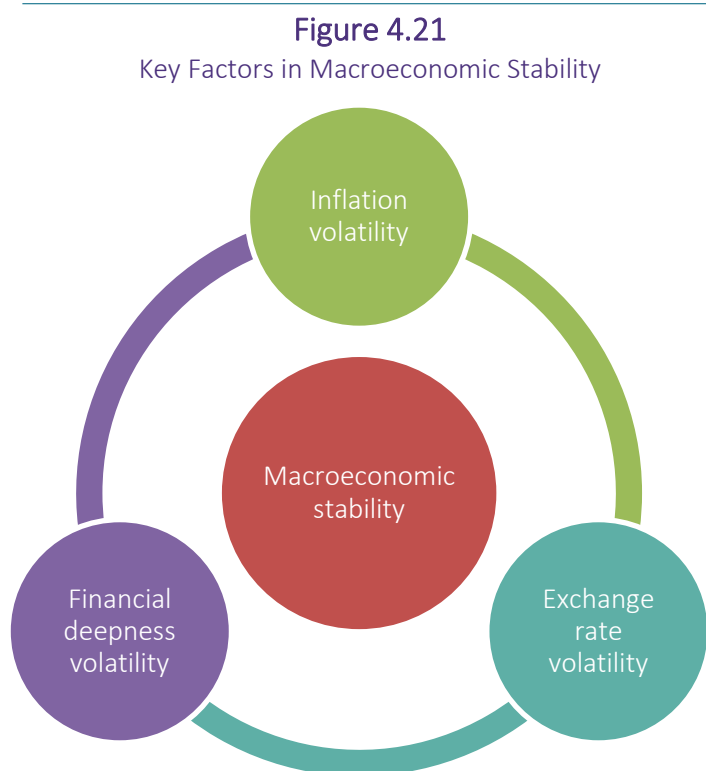 Figure 4.21
Key Factors in Macroeconomic Stability
Inflation
volatility
Macroeconomic
stability
Financial
deepness
volatility
Exchange
rate
volatility